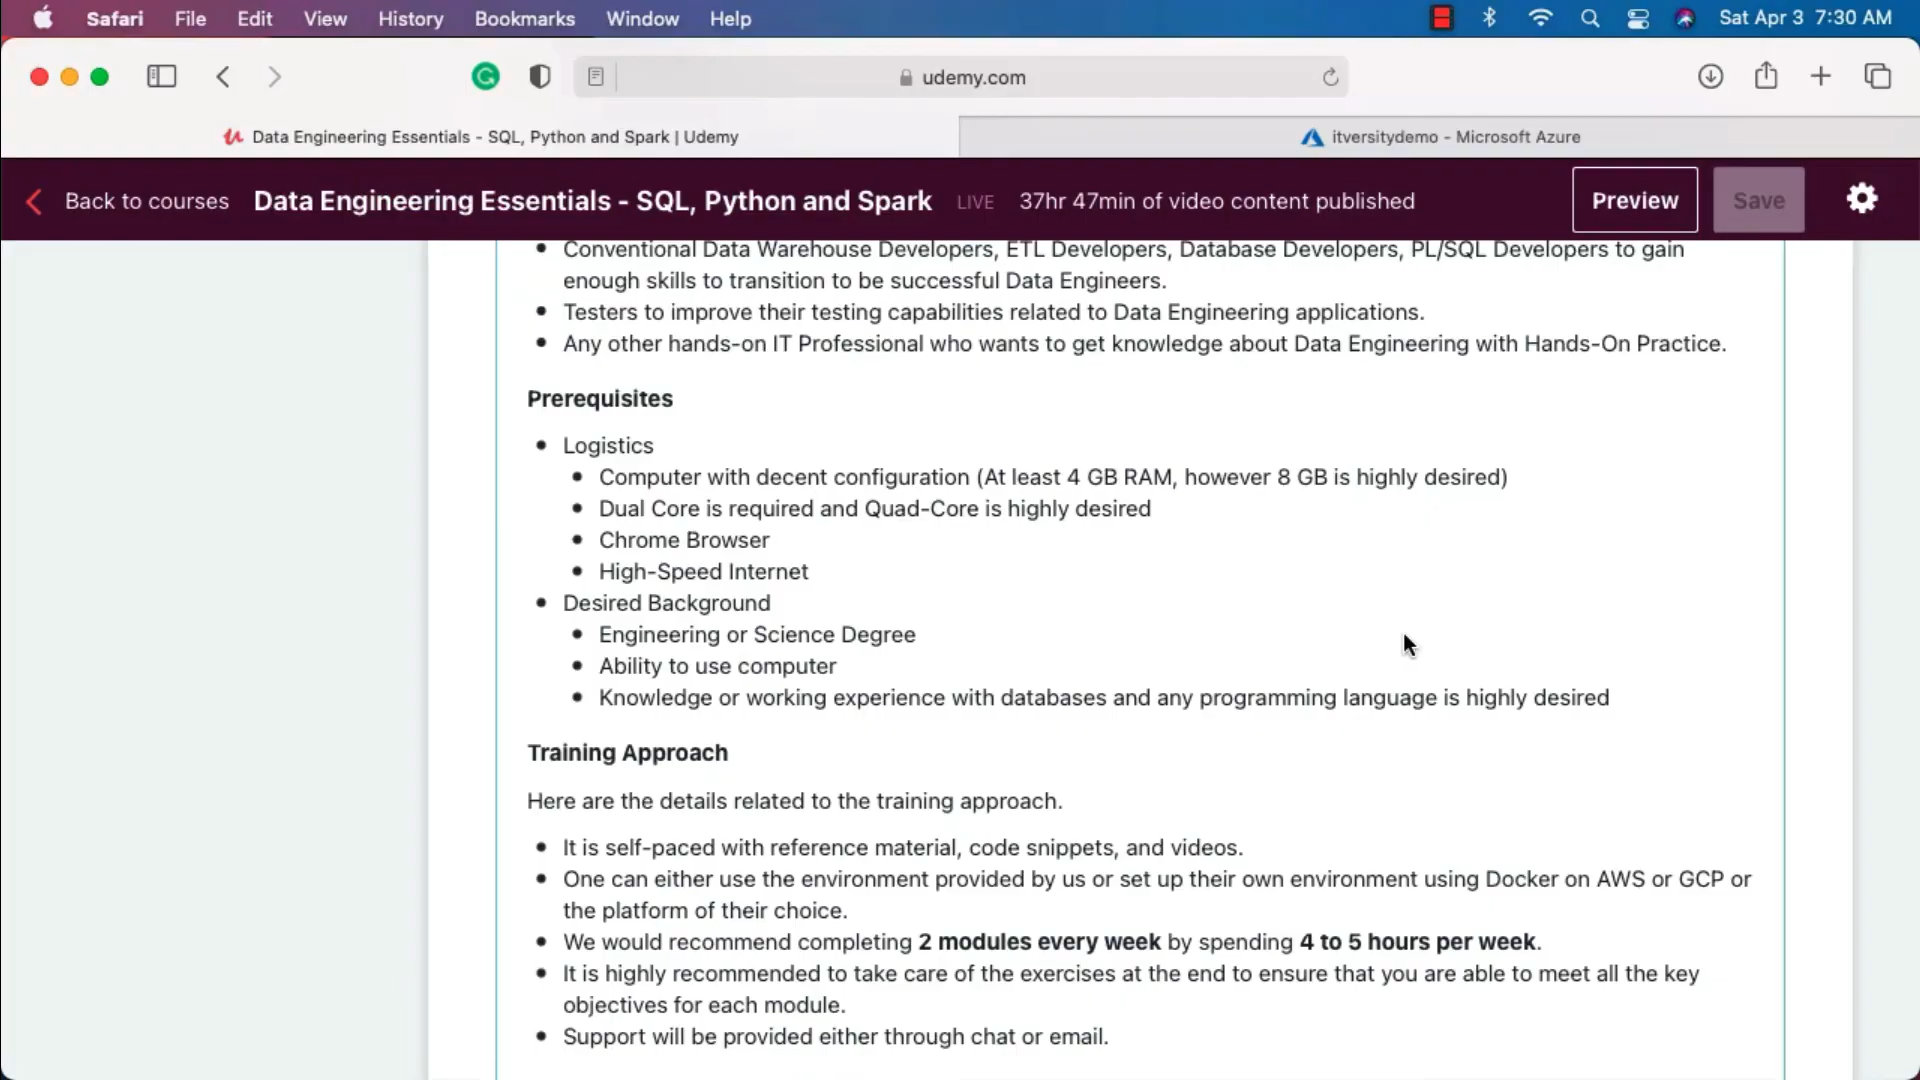 Safari File Edit View History Bookmarks Window Help Sat Apr 3 7:30 AM
udemy.com
Data Engineering Essentials - SQL, Python and Spark | Udemy
itversitydemo - Microsoft Azure
Back to courses Data Engineering Essentials - SQL, Python and Spark LIVE 37hr 47min of video content published Preview Save
Conventional Data Warehouse Developers, ETL Developers, Database Developers, PL/SQL Developers to gain
enough skills to transition to be successful Data Engineers.
Testers to improve their testing capabilities related to Data Engineering applications.
Any other hands-on IT Professional who wants to get knowledge about Data Engineering with Hands-On Practice.
Prerequisites
Logistics
Computer with decent configuration (At least 4 GB RAM, however 8 GB is highly desired)
Dual Core is required and Quad-Core is highly desired
Chrome Browser
High-Speed Internet
Desired Background
Engineering or Science Degree
Ability to use computer
Knowledge or working experience with databases and any programming language is highly desired
Training Approach
Here are the details related to the training approach.
It is self-paced with reference material, code snippets, and videos.
One can either use the environment provided by us or set up their own environment using Docker on AWS or GCP or
the platform of their choice.
We would recommend completing 2 modules every week by spending 4 to 5 hours per week.
It is highly recommended to take care of the exercises at the end to ensure that you are able to meet all the key
objectives for each module.
Support will be provided either through chat or email.